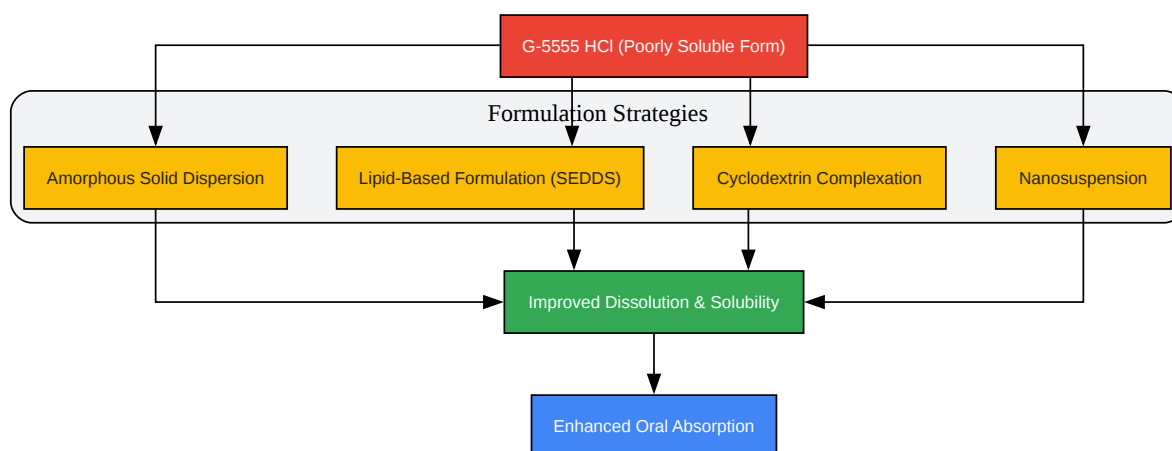 G-5555 HCl (Poorly Soluble Form)
Formulation Strategies
Amorphous Solid Dispersion
Lipid-Based Formulation (SEDDS)
Cyclodextrin Complexation
Nanosuspension
Improved Dissolution & Solubility
Enhanced Oral Absorption